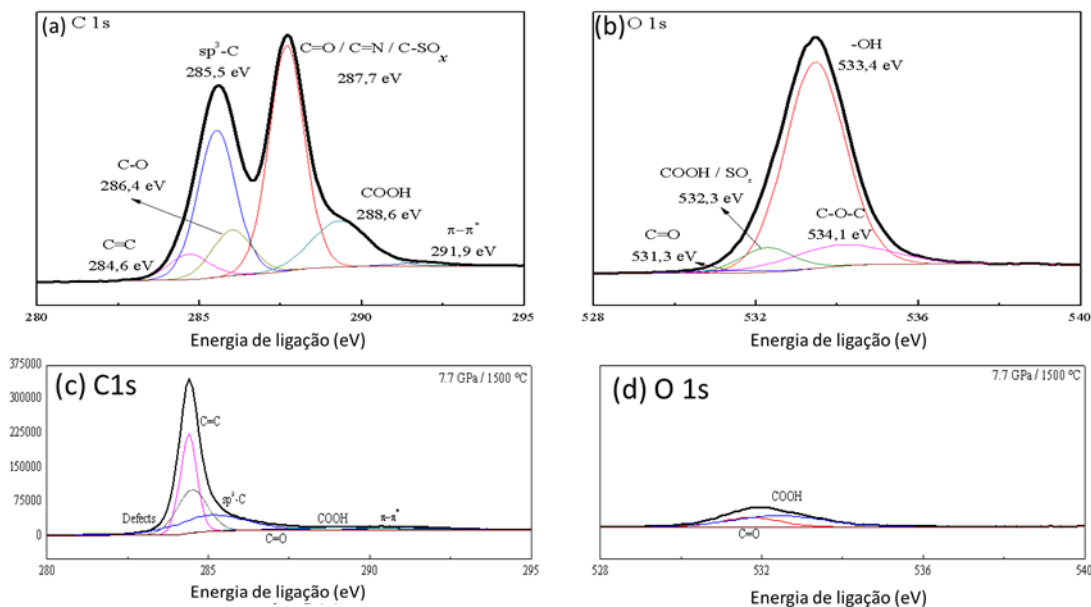 (a) C 1s
sp³-C
285,5 eV
C=O / C=N / C-SOₓ
287,7 eV
C-O
286,4 eV
C=C
284,6 eV
COOH
288,6 eV
π–π*
291,9 eV
280 285 290 295
Energia de ligação (eV)
(b) O 1s
-OH
533,4 eV
COOH / SOₓ
532,3 eV
C-O-C
534,1 eV
C=O
531,3 eV
528 532 536 540
Energia de ligação (eV)
(c) C1s
7.7 GPa / 1500 °C
375000
300000
225000
150000
75000
0
C=C
sp³-C
Defects
COOH
π-π*
C=O
280 285 290 295
Energia de ligação (eV)
(d) O 1s
7.7 GPa / 1500 °C
COOH
C=O
528 532 536 540
Energia de ligação (eV)